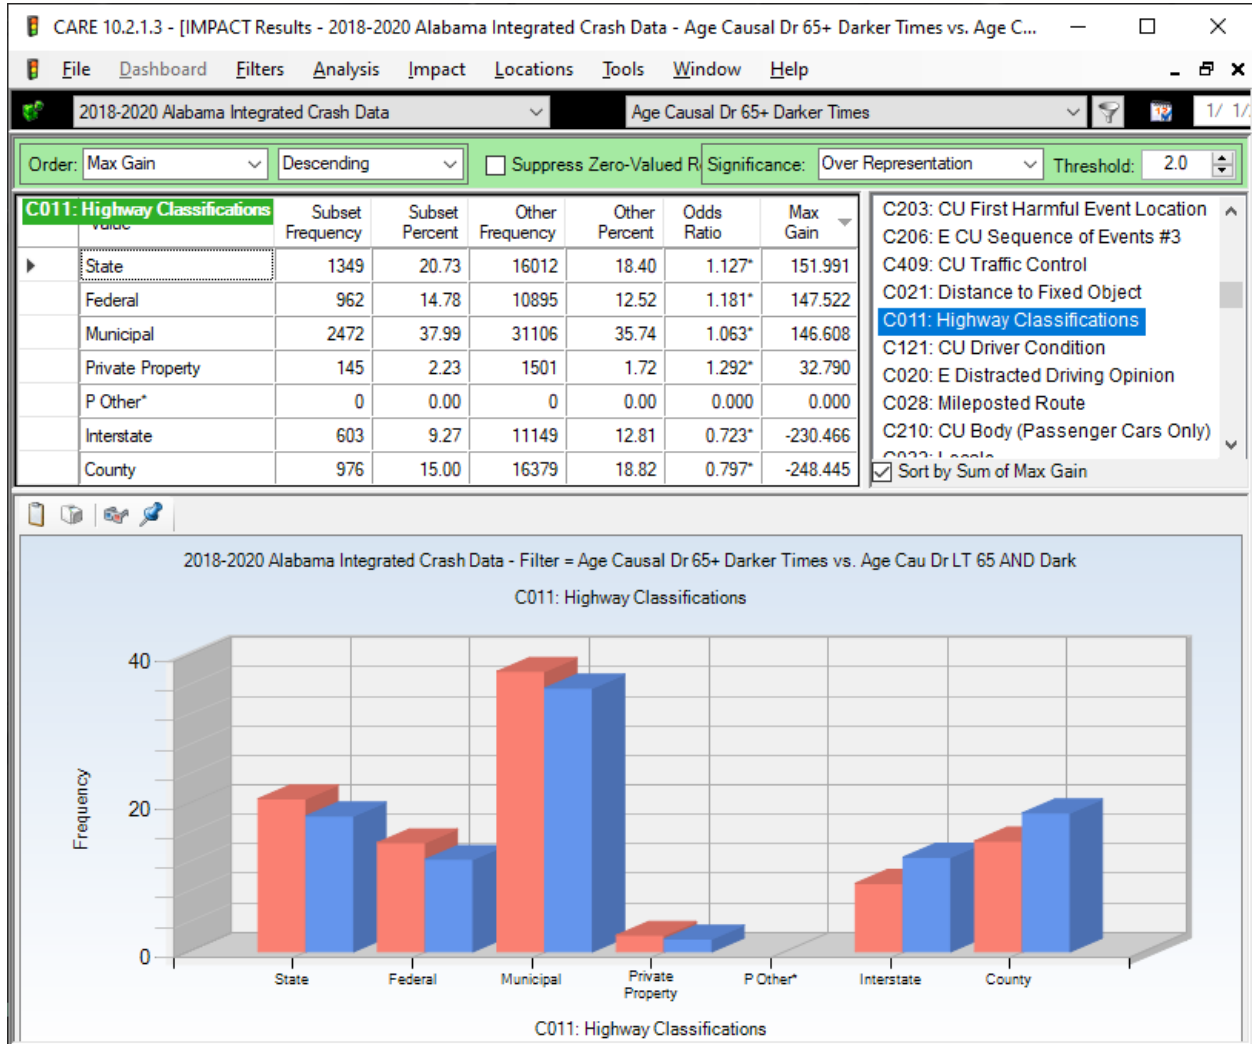 CARE 10.2.1.3 - [IMPACT Results - 2018-2020 Alabama Integrated Crash Data - Age Causal Dr 65+ Darker Times vs. Age C...
File Dashboard Filters Analysis Impact Locations Tools Window Help
2018-2020 Alabama Integrated Crash Data Age Causal Dr 65+ Darker Times 1/ 1/
Order: Max Gain Descending Suppress Zero-Valued R Significance: Over Representation Threshold: 2.0
C011: Highway Classifications Subset Frequency Subset Percent Other Frequency Other Percent Odds Ratio Max Gain
State 1349 20.73 16012 18.40 1.127* 151.991
Federal 962 14.78 10895 12.52 1.181* 147.522
Municipal 2472 37.99 31106 35.74 1.063* 146.608
Private Property 145 2.23 1501 1.72 1.292* 32.790
P Other* 0 0.00 0 0.00 0.000 0.000
Interstate 603 9.27 11149 12.81 0.723* -230.466
County 976 15.00 16379 18.82 0.797* -248.445
C203: CU First Harmful Event Location
C206: E CU Sequence of Events #3
C409: CU Traffic Control
C021: Distance to Fixed Object
C011: Highway Classifications
C121: CU Driver Condition
C020: E Distracted Driving Opinion
C028: Mileposted Route
C210: CU Body (Passenger Cars Only)
Sort by Sum of Max Gain
2018-2020 Alabama Integrated Crash Data - Filter = Age Causal Dr 65+ Darker Times vs. Age Cau Dr LT 65 AND Dark
C011: Highway Classifications
Frequency
40
20
0
State Federal Municipal Private Property P Other* Interstate County
C011: Highway Classifications